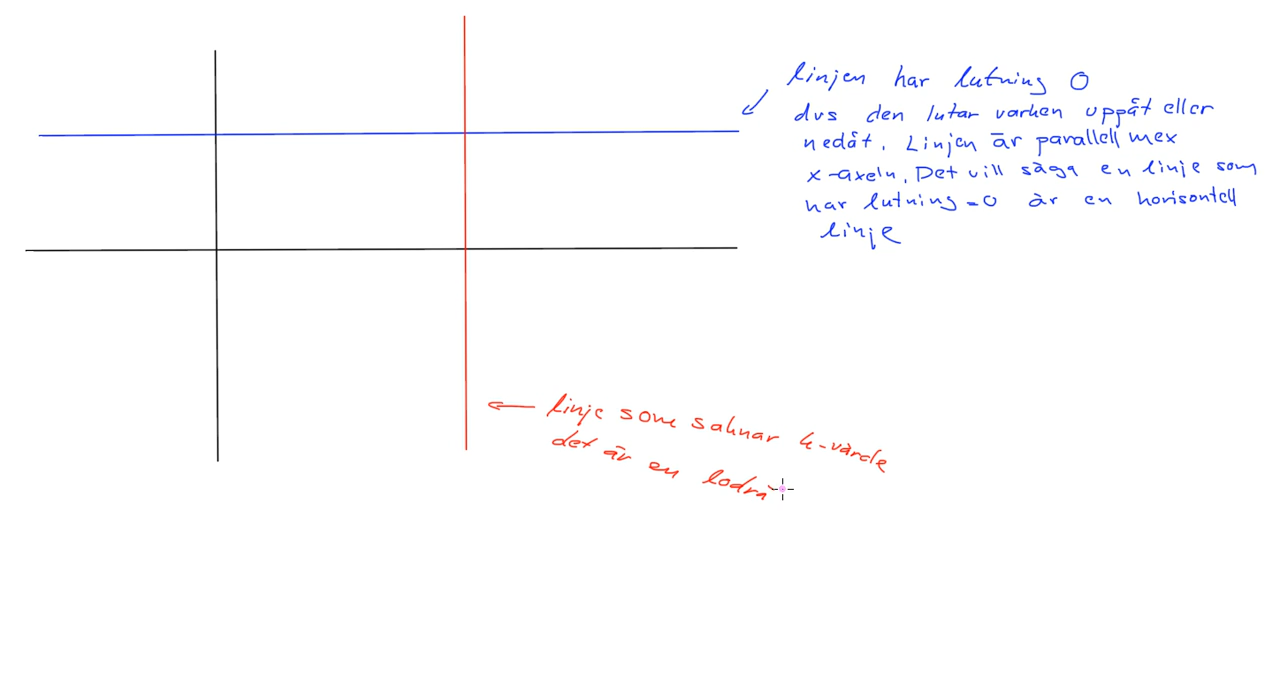 linjen har lutning 0
dvs den lutar varken uppåt eller
nedåt. Linjen är parallell mex
x-axeln. Det vill säga en linje som
har lutning=0 är en horisontell
linje
linje som saknar k-värde
det är en lodrä